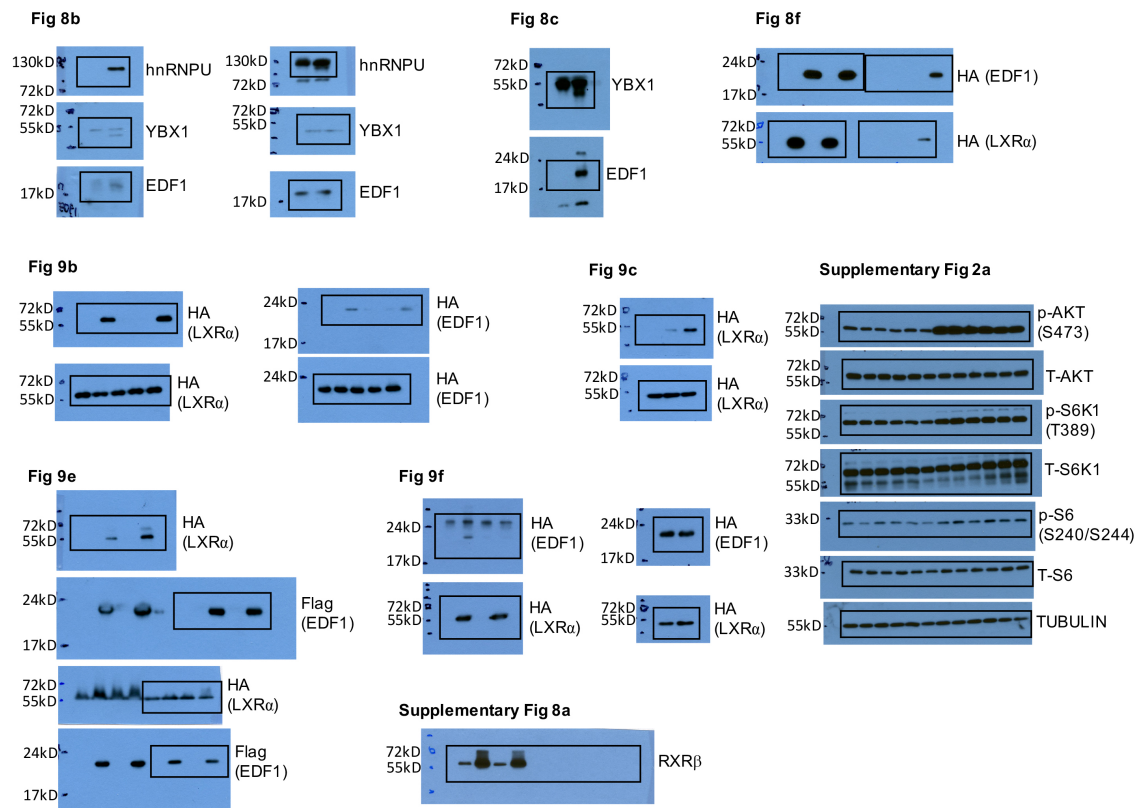 Fig 8b
130kD
72kD
hnRNPU
55kD
72kD
YBX1
17kD
EDF1
130kD
72kD
hnRNPU
72kD
55kD
YBX1
17kD
EDF1
Fig 8c
72kD
55kD
YBX1
24kD
17kD
EDF1
Fig 8f
24kD
17kD
HA (EDF1)
72kD
55kD
HA (LXRα)
Fig 9b
72kD
55kD
HA
(LXRα)
72kD
55kD
HA
(LXRα)
24kD
17kD
HA
(EDF1)
24kD
HA
(EDF1)
Fig 9c
72kD
55kD
HA
(LXRα)
72kD
55kD
HA
(LXRα)
Supplementary Fig 2a
72kD
55kD
p-AKT
(S473)
72kD
55kD
T-AKT
72kD
55kD
p-S6K1
(T389)
72kD
55kD
T-S6K1
33kD
p-S6
(S240/S244)
33kD
T-S6
55kD
TUBULIN
Fig 9e
72kD
55kD
HA
(LXRα)
24kD
17kD
Flag
(EDF1)
72kD
55kD
HA
(LXRα)
24kD
17kD
Flag
(EDF1)
Fig 9f
24kD
17kD
HA
(EDF1)
72kD
55kD
HA
(LXRα)
24kD
17kD
HA
(EDF1)
72kD
55kD
HA
(LXRα)
Supplementary Fig 8a
72kD
55kD
RXRβ